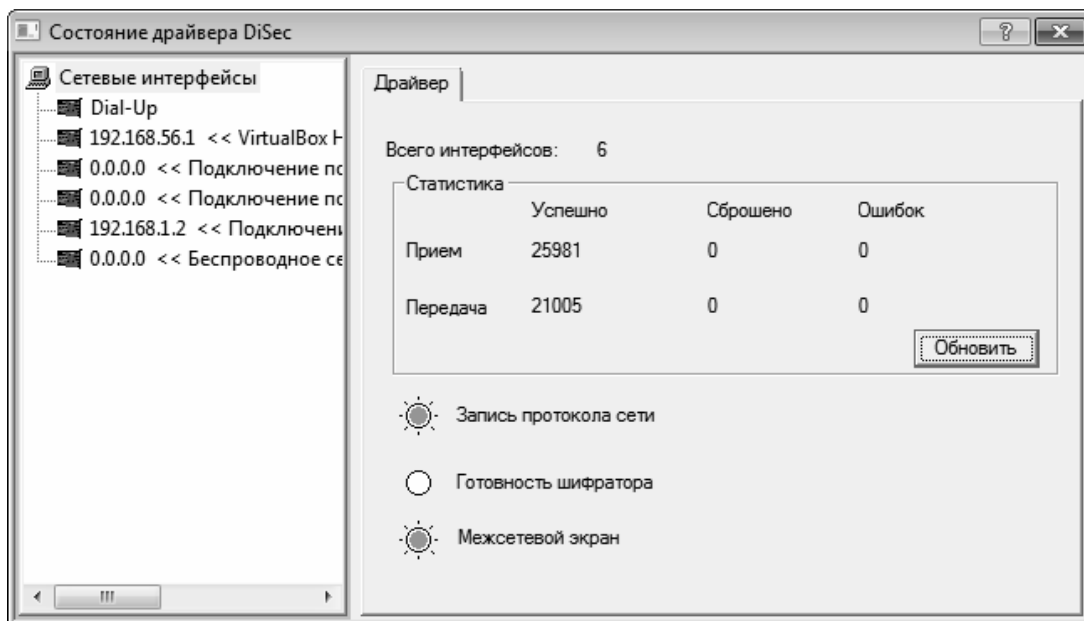 Состояние драйвера DiSec
Сетевые интерфейсы
Dial-Up
192.168.56.1 << VirtualBox H
0.0.0.0 << Подключение пс
0.0.0.0 << Подключение пс
192.168.1.2 << Подключени
0.0.0.0 << Беспроводное се
Драйвер
Всего интерфейсов: 6
Статистика
Успешно Сброшено Ошибок
Прием 25981 0 0
Передача 21005 0 0
Обновить
Запись протокола сети
Готовность шифратора
Межсетевой экран